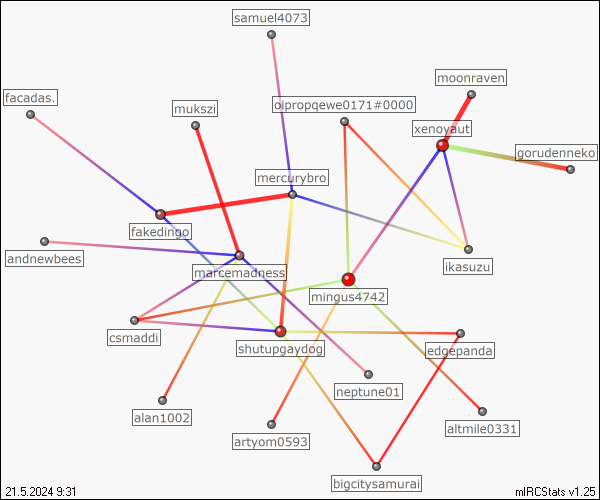 samuel4073
moonraven
facadas.
mukszi
ojpropqewe0171#0000
xenoyaut
gorudenneko
mercurybro
fakedingo
andnewbees
marcemadness
ikasuzu
mingus4742
csmaddi
shutupgaydog
edgepanda
neptune01
alan1002
altmile0331
artyom0593
bigcitysamurai
21.5.2024 9:31
mIRCStats v1.25